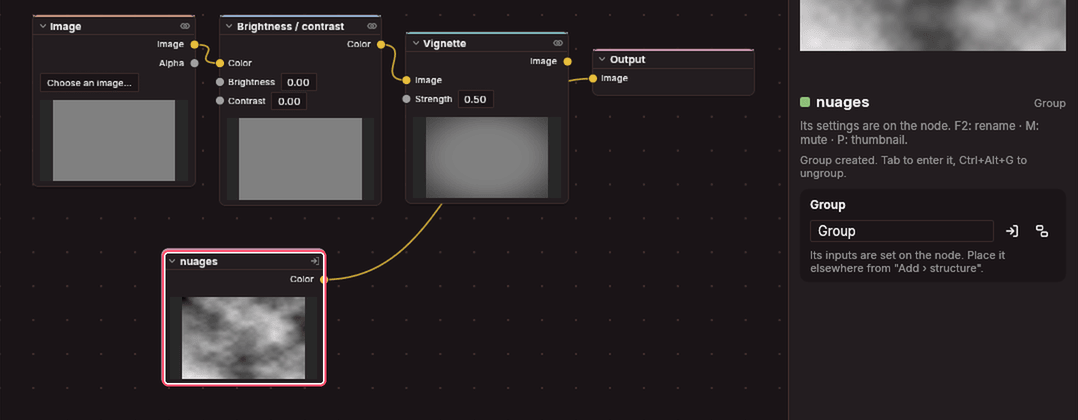 Image
Image
Alpha
Choose an image...
Brightness / contrast
Color
Color
Brightness 0.00
Contrast 0.00
Vignette
Image
Image
Strength 0.50
Output
Image
nuages
Color
nuages Group
Its settings are on the node. F2: rename · M:
mute · P: thumbnail.
Group created. Tab to enter it, Ctrl+Alt+G to
ungroup.
Group
Group
Its inputs are set on the node. Place it
elsewhere from "Add › structure".